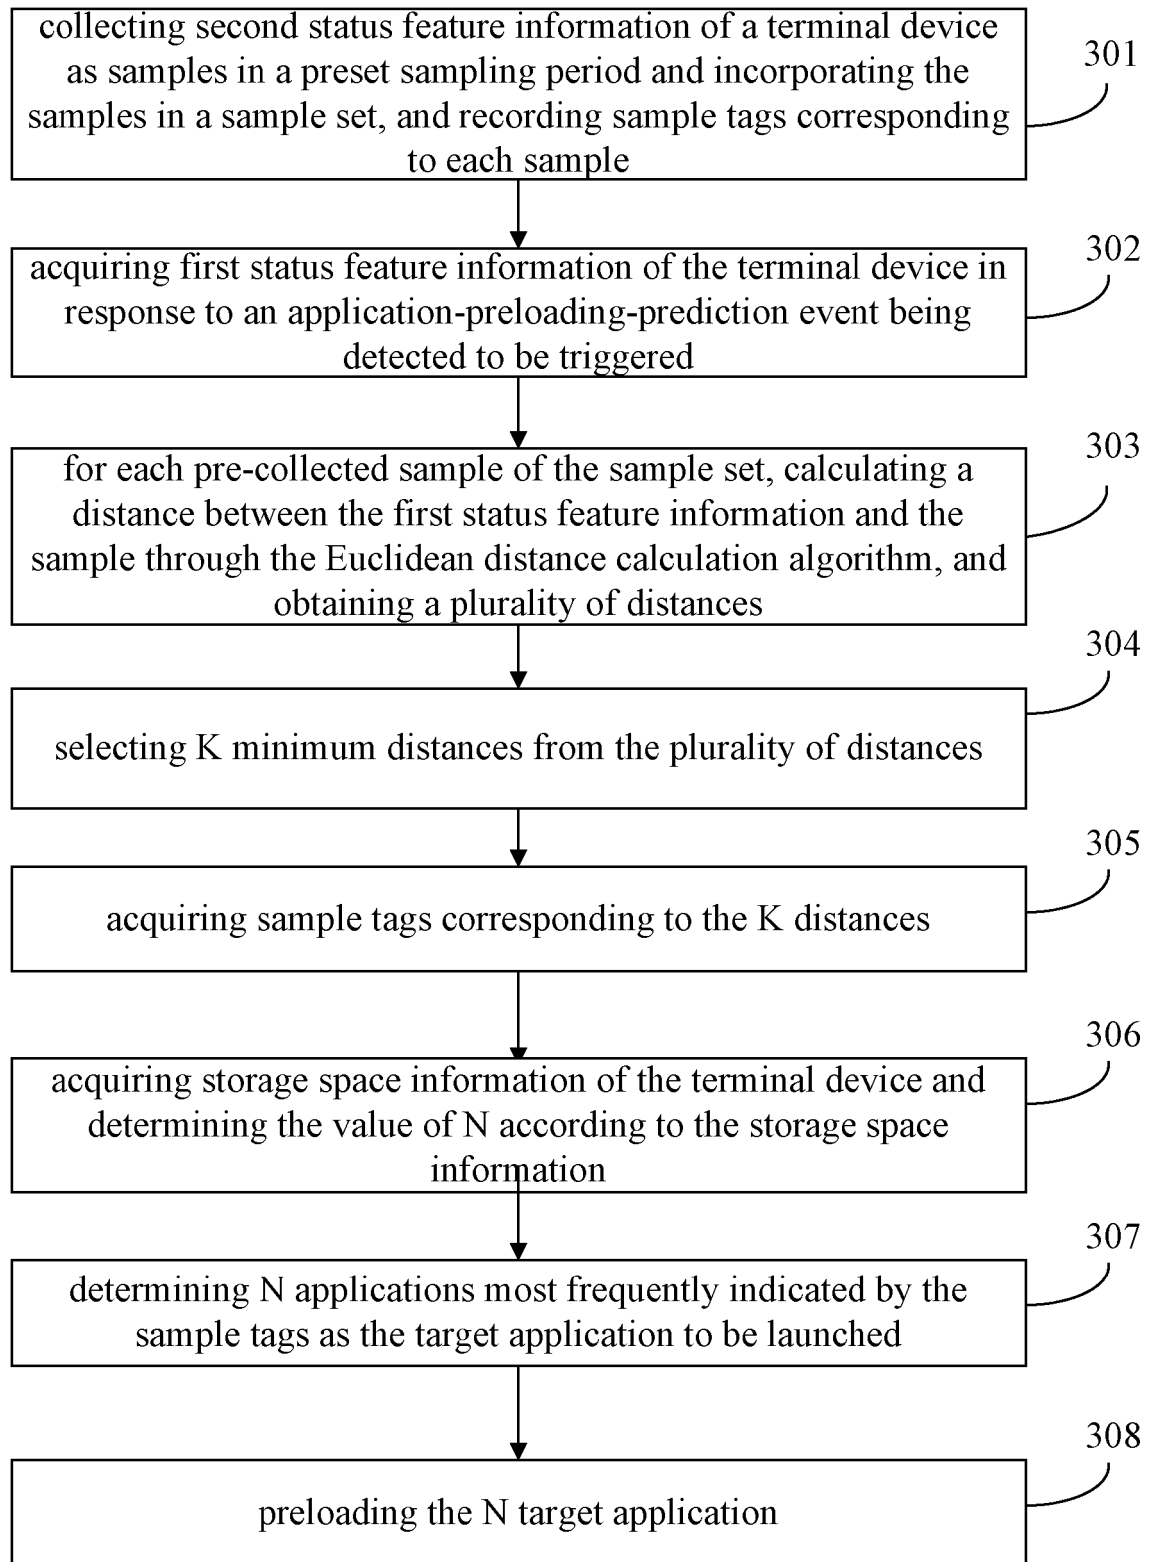 collecting second status feature information of a terminal device
as samples in a preset sampling period and incorporating the
samples in a sample set, and recording sample tags corresponding
to each sample
301
acquiring first status feature information of the terminal device in
response to an application-preloading-prediction event being
detected to be triggered
302
for each pre-collected sample of the sample set, calculating a
distance between the first status feature information and the
sample through the Euclidean distance calculation algorithm, and
obtaining a plurality of distances
303
selecting K minimum distances from the plurality of distances
304
acquiring sample tags corresponding to the K distances
305
acquiring storage space information of the terminal device and
determining the value of N according to the storage space
information
306
determining N applications most frequently indicated by the
sample tags as the target application to be launched
307
preloading the N target application
308